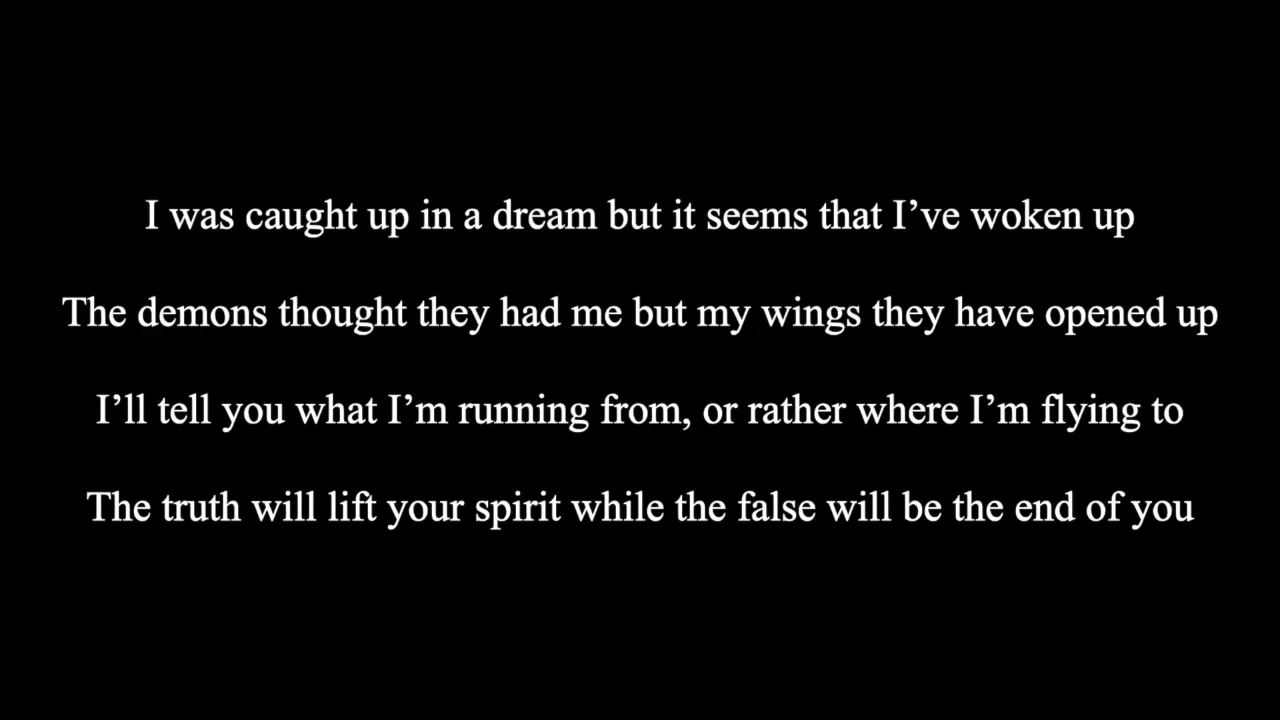 I was caught up in a dream but it seems that I’ve woken up
The demons thought they had me but my wings they have opened up
I’ll tell you what I’m running from, or rather where I’m flying to
The truth will lift your spirit while the false will be the end of you